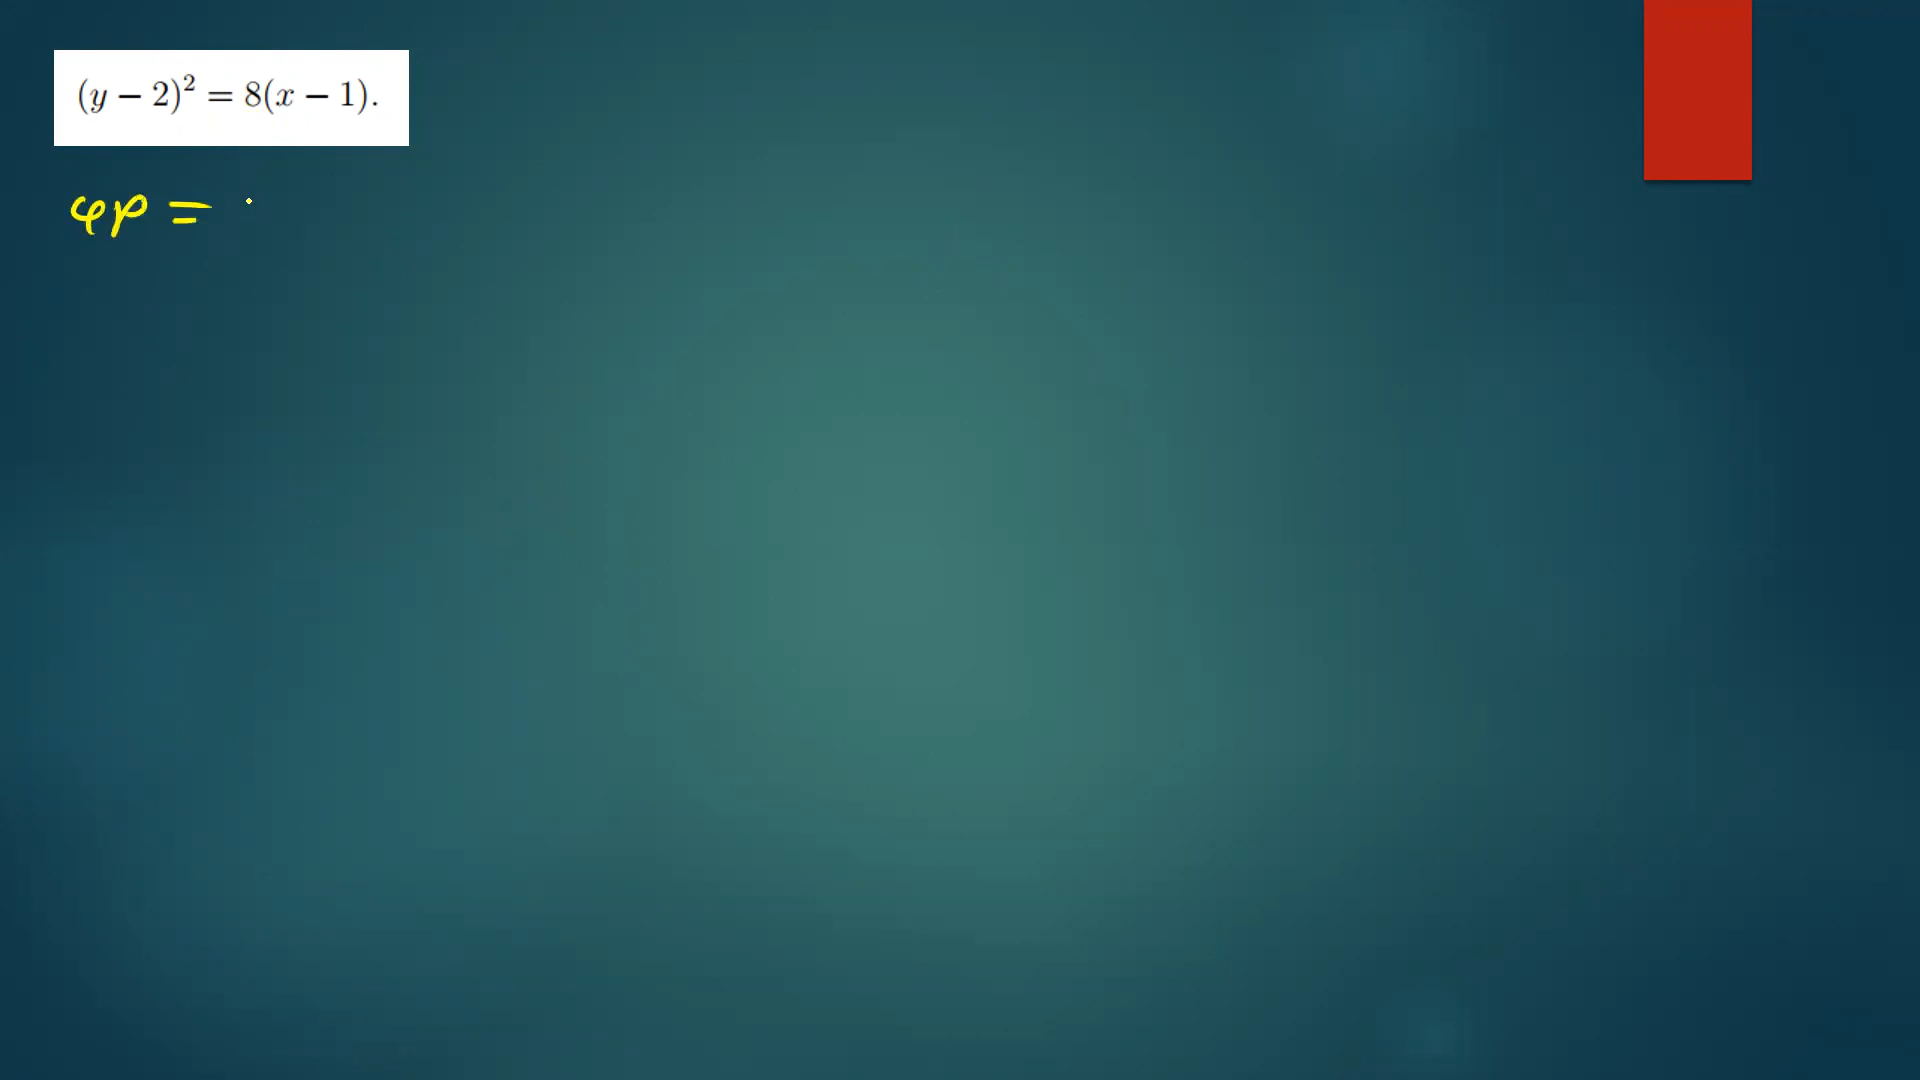 (y − 2)² = 8(x − 1).
4p =